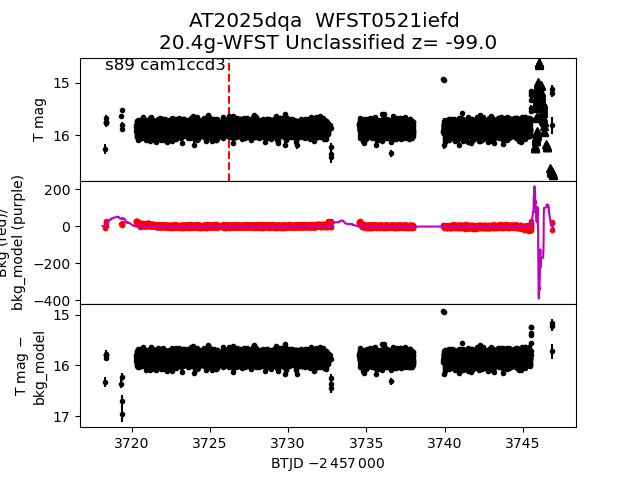 AT2025dqa  WFST0521iefd
20.4g-WFST Unclassified z= -99.0
s89 cam1ccd3
T mag
15
16
Bkg (red)/
bkg_model (purple)
200
0
−200
−400
T mag −
bkg_model
15
16
17
3720
3725
3730
3735
3740
3745
BTJD −2 457 000